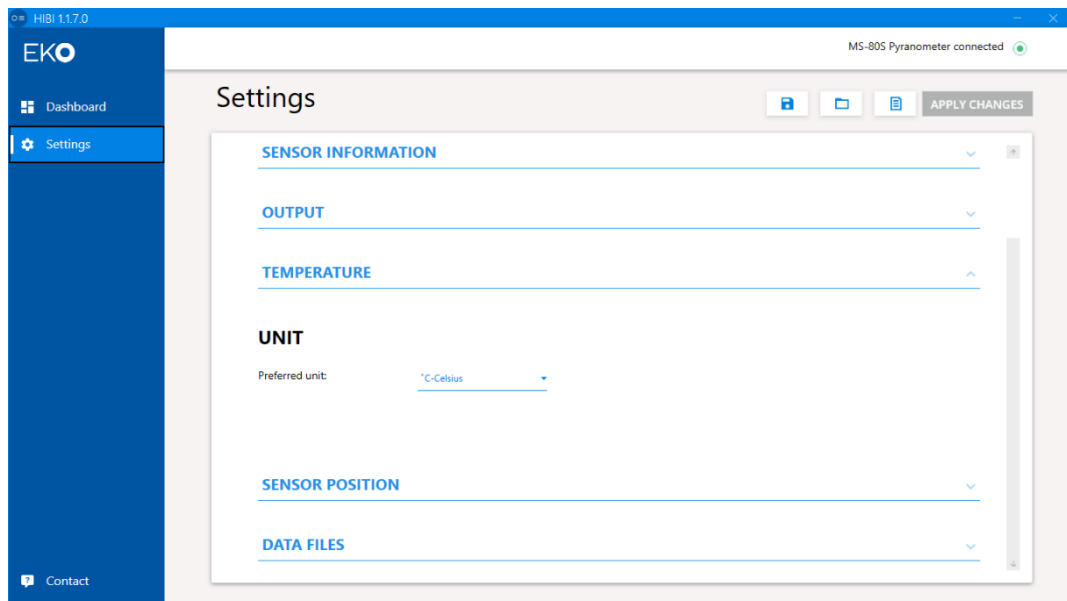 HIBI 1.1.7.0
EKO
MS-80S Pyranometer connected
Dashboard
Settings
Settings
APPLY CHANGES
SENSOR INFORMATION
OUTPUT
TEMPERATURE
UNIT
Preferred unit:
°C-Celsius
SENSOR POSITION
DATA FILES
Contact